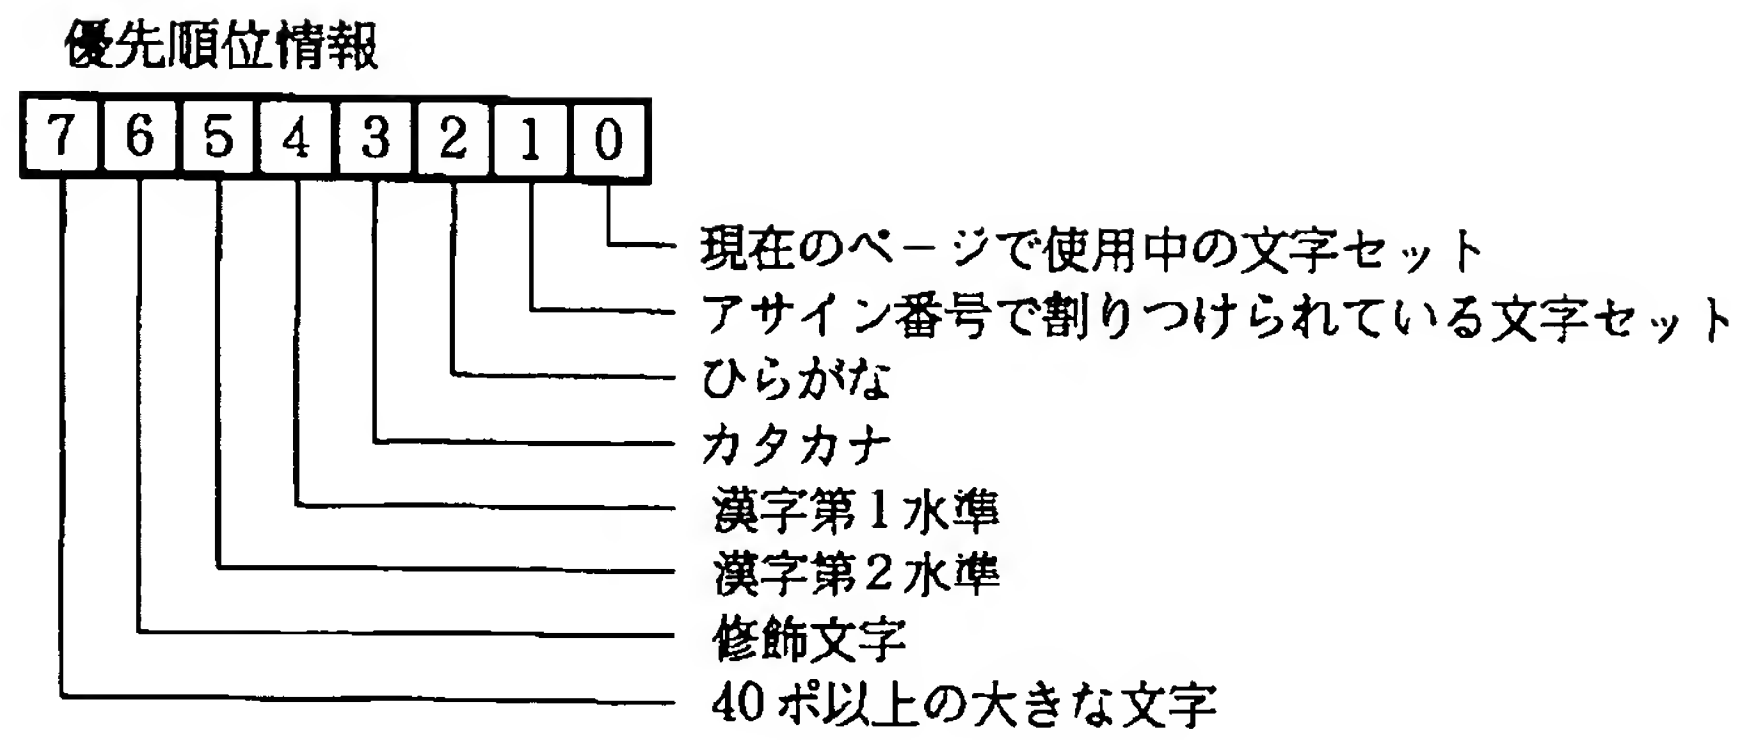 優先順位情報
7 6 5 4 3 2 1 0
現在のページで使用中の文字セット
アサイン番号で割りつけられている文字セット
ひらがな
カタカナ
漢字第1水準
漢字第2水準
修飾文字
40ポ以上の大きな文字